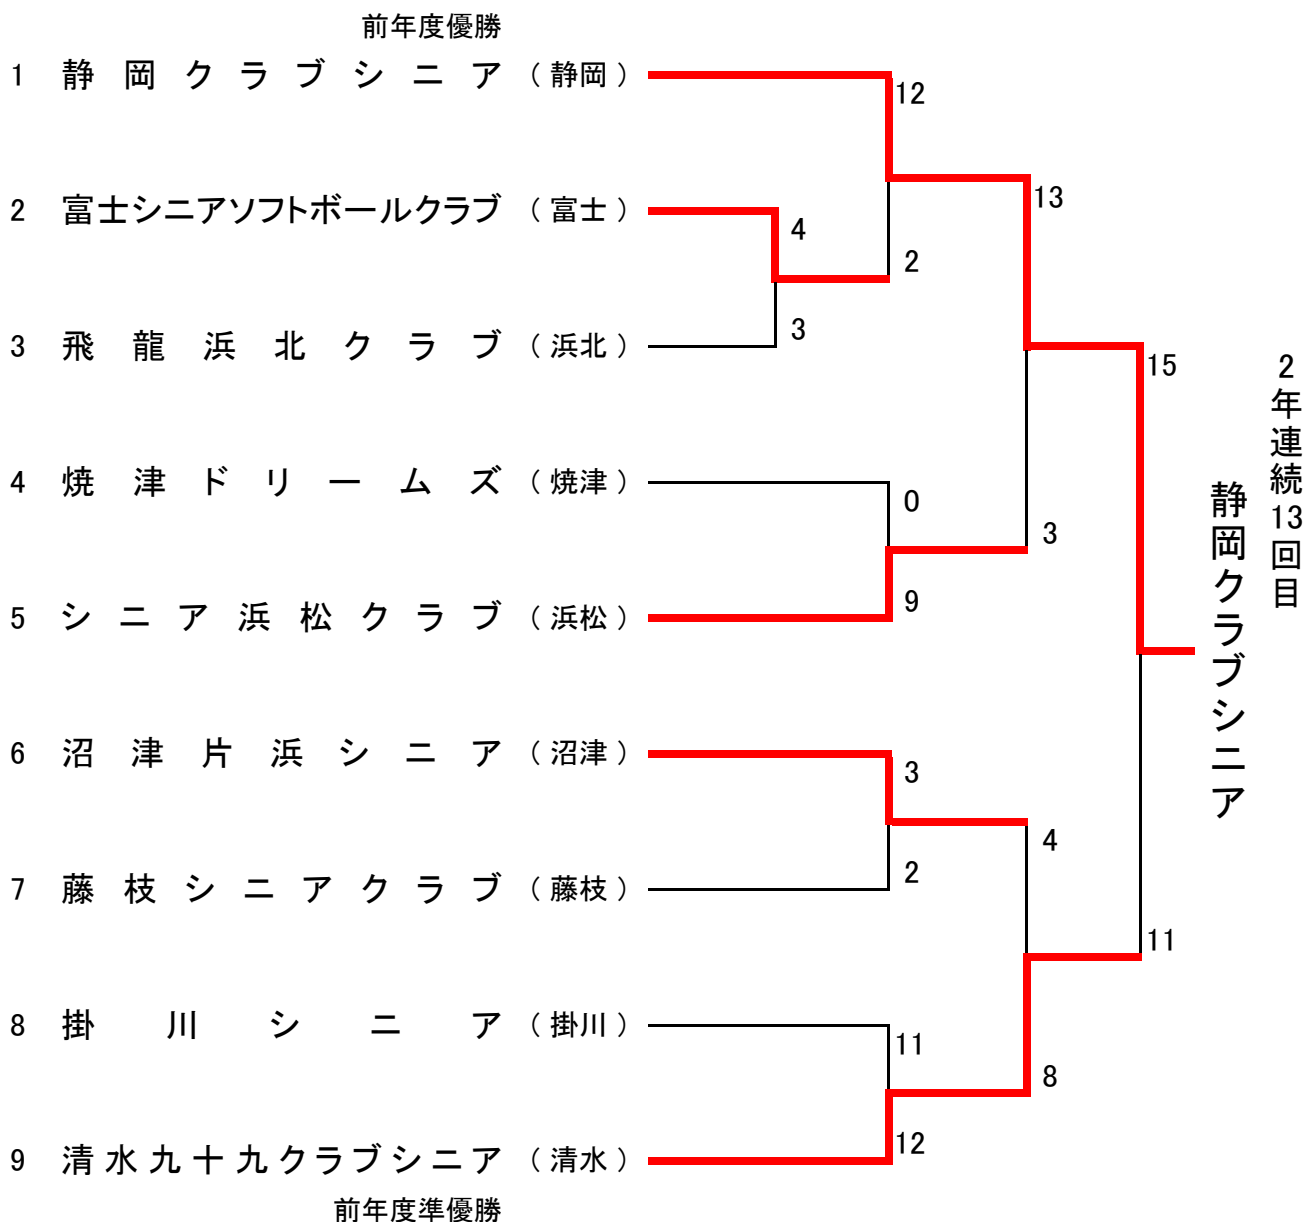 前年度優勝
1 静岡クラブシニア （静岡）
12
13
2 富士シニアソフトボールクラブ （富士）
4
2
3 飛龍浜北クラブ （浜北）
3
15
4 焼津ドリームズ （焼津）
0
3
5 シニア浜松クラブ （浜松）
9
2年連続13回目
静岡クラブシニア
6 沼津片浜シニア （沼津）
3
4
7 藤枝シニアクラブ （藤枝）
2
11
8 掛川シニア （掛川）
11
8
9 清水九十九クラブシニア （清水）
12
前年度準優勝